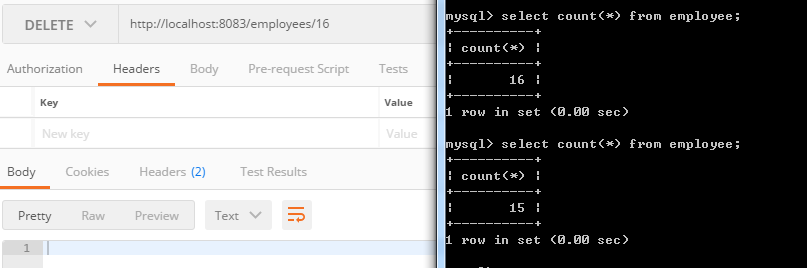 DELETE http://localhost:8083/employees/16
Authorization Headers Body Pre-request Script Tests
Key Value
New key Value
Body Cookies Headers (2) Test Results
Pretty Raw Preview Text
1
mysql> select count(*) from employee;
+----------+
| count(*) |
+----------+
| 16 |
+----------+
1 row in set (0.00 sec)
mysql> select count(*) from employee;
+----------+
| count(*) |
+----------+
| 15 |
+----------+
1 row in set (0.00 sec)